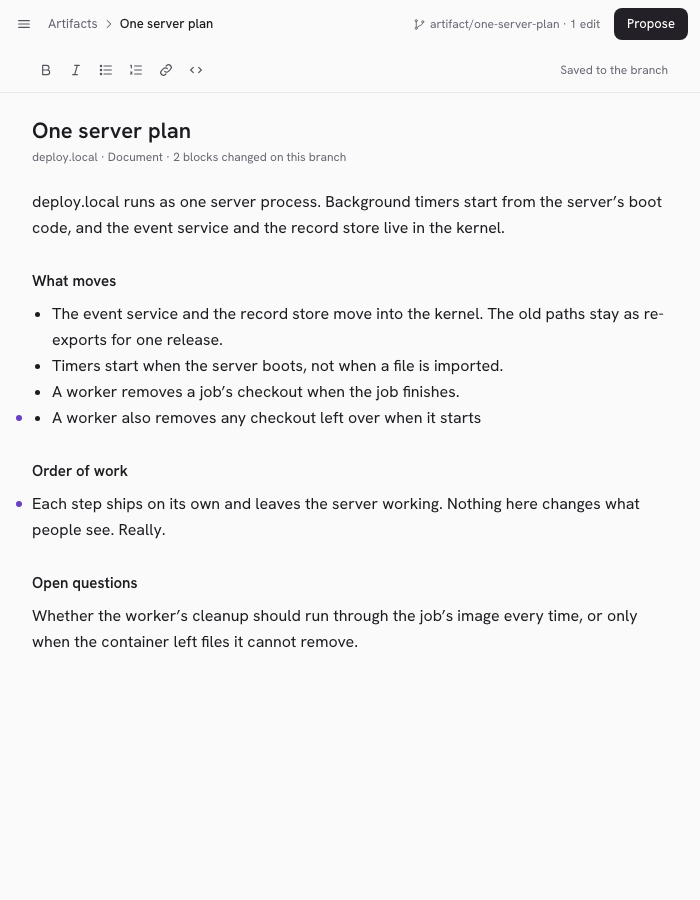 Artifacts > One server plan
artifact/one-server-plan · 1 edit
Propose
B I
Saved to the branch
One server plan
deploy.local · Document · 2 blocks changed on this branch
deploy.local runs as one server process. Background timers start from the server’s boot
code, and the event service and the record store live in the kernel.
What moves
• The event service and the record store move into the kernel. The old paths stay as re-
exports for one release.
• Timers start when the server boots, not when a file is imported.
• A worker removes a job’s checkout when the job finishes.
• A worker also removes any checkout left over when it starts
Order of work
Each step ships on its own and leaves the server working. Nothing here changes what
people see. Really.
Open questions
Whether the worker’s cleanup should run through the job’s image every time, or only
when the container left files it cannot remove.